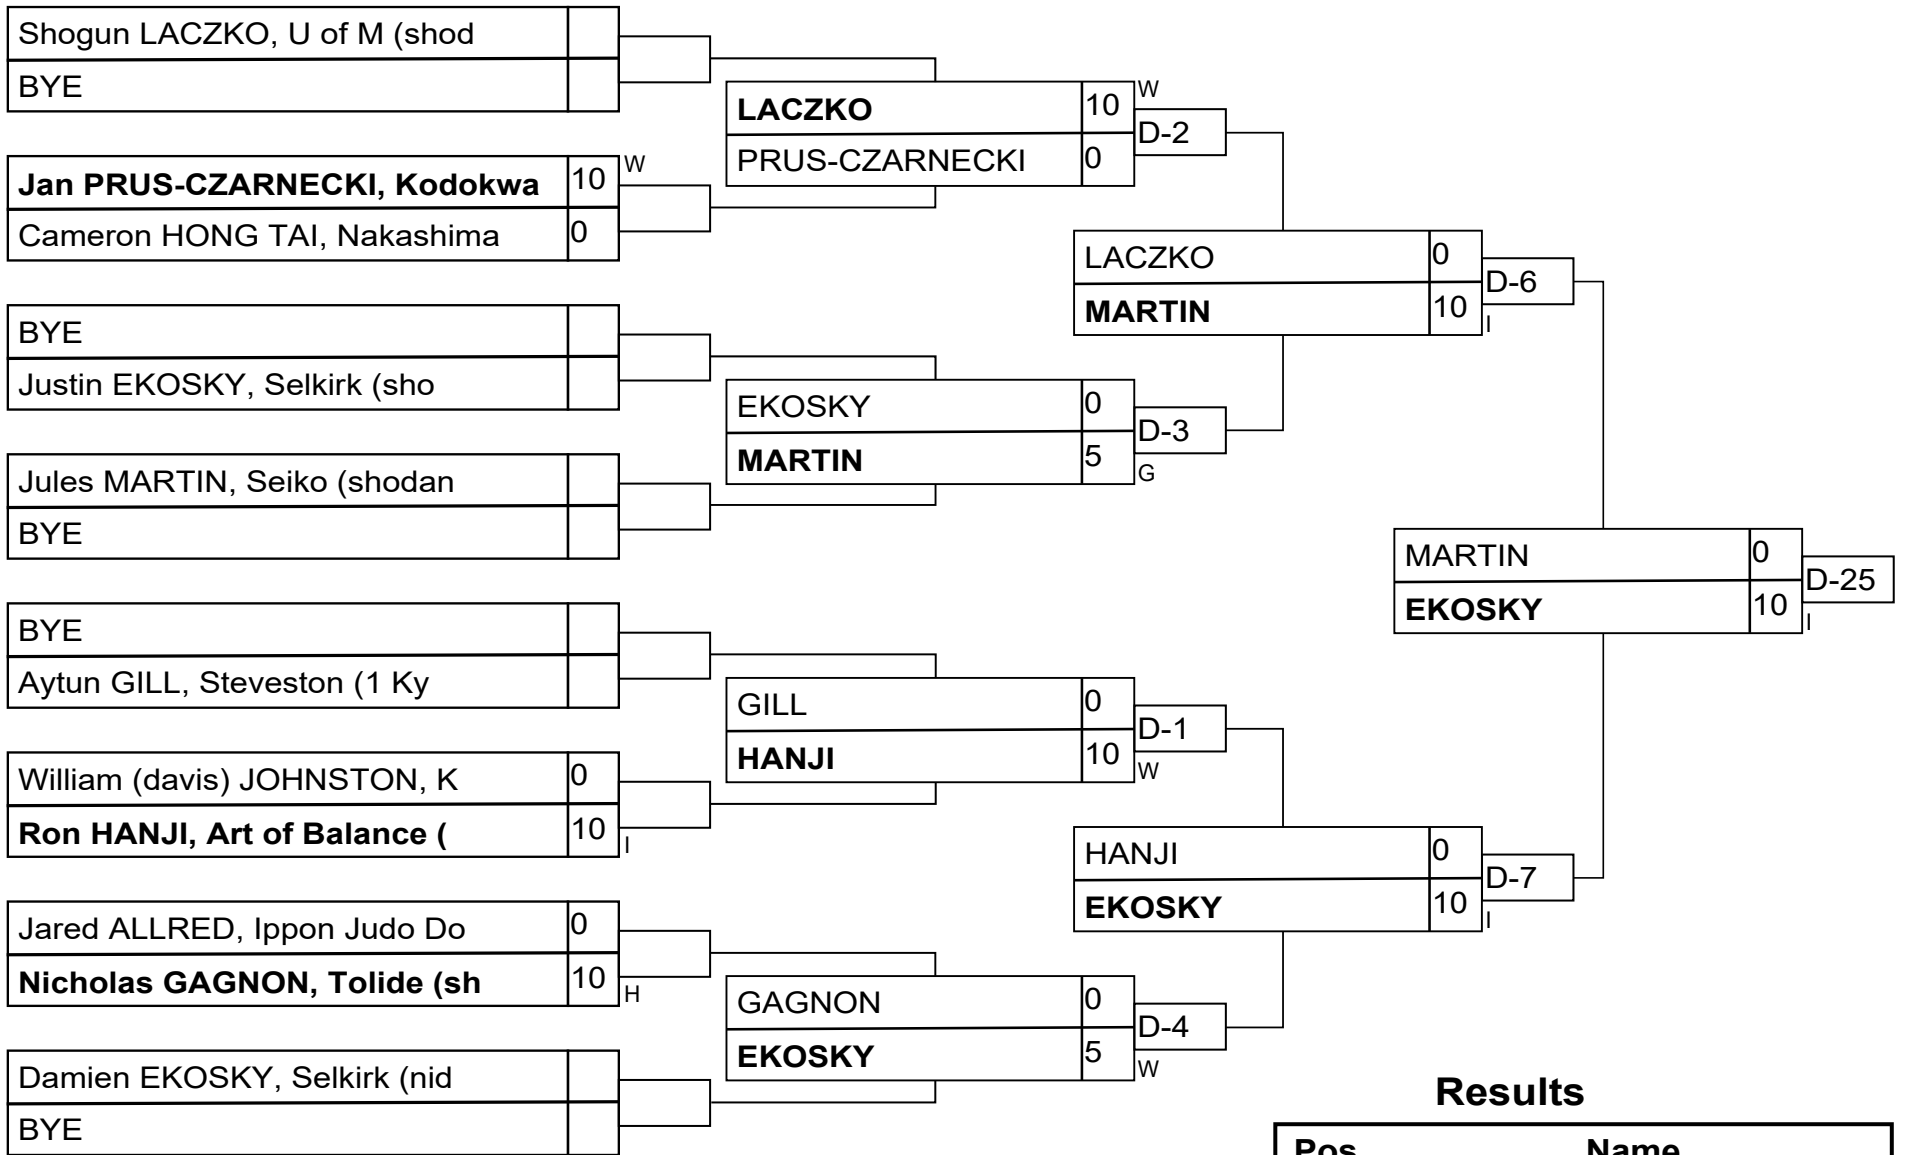 Shogun LACZKO, U of M (shod
BYE
Jan PRUS-CZARNECKI, Kodokwa 10 W
Cameron HONG TAI, Nakashima 0
BYE
Justin EKOSKY, Selkirk (sho
Jules MARTIN, Seiko (shodan
BYE
BYE
Aytun GILL, Steveston (1 Ky
William (davis) JOHNSTON, K 0
Ron HANJI, Art of Balance ( 10 I
Jared ALLRED, Ippon Judo Do 0
Nicholas GAGNON, Tolide (sh 10 H
Damien EKOSKY, Selkirk (nid
BYE
LACZKO 10 W
D-2
PRUS-CZARNECKI 0
EKOSKY 0
D-3
MARTIN 5 G
GILL 0
D-1
HANJI 10 W
GAGNON 0
D-4
EKOSKY 5 W
LACZKO 0
D-6
MARTIN 10 I
HANJI 0
D-7
EKOSKY 10 I
MARTIN 0
D-25
EKOSKY 10 I
Results
Pos Name